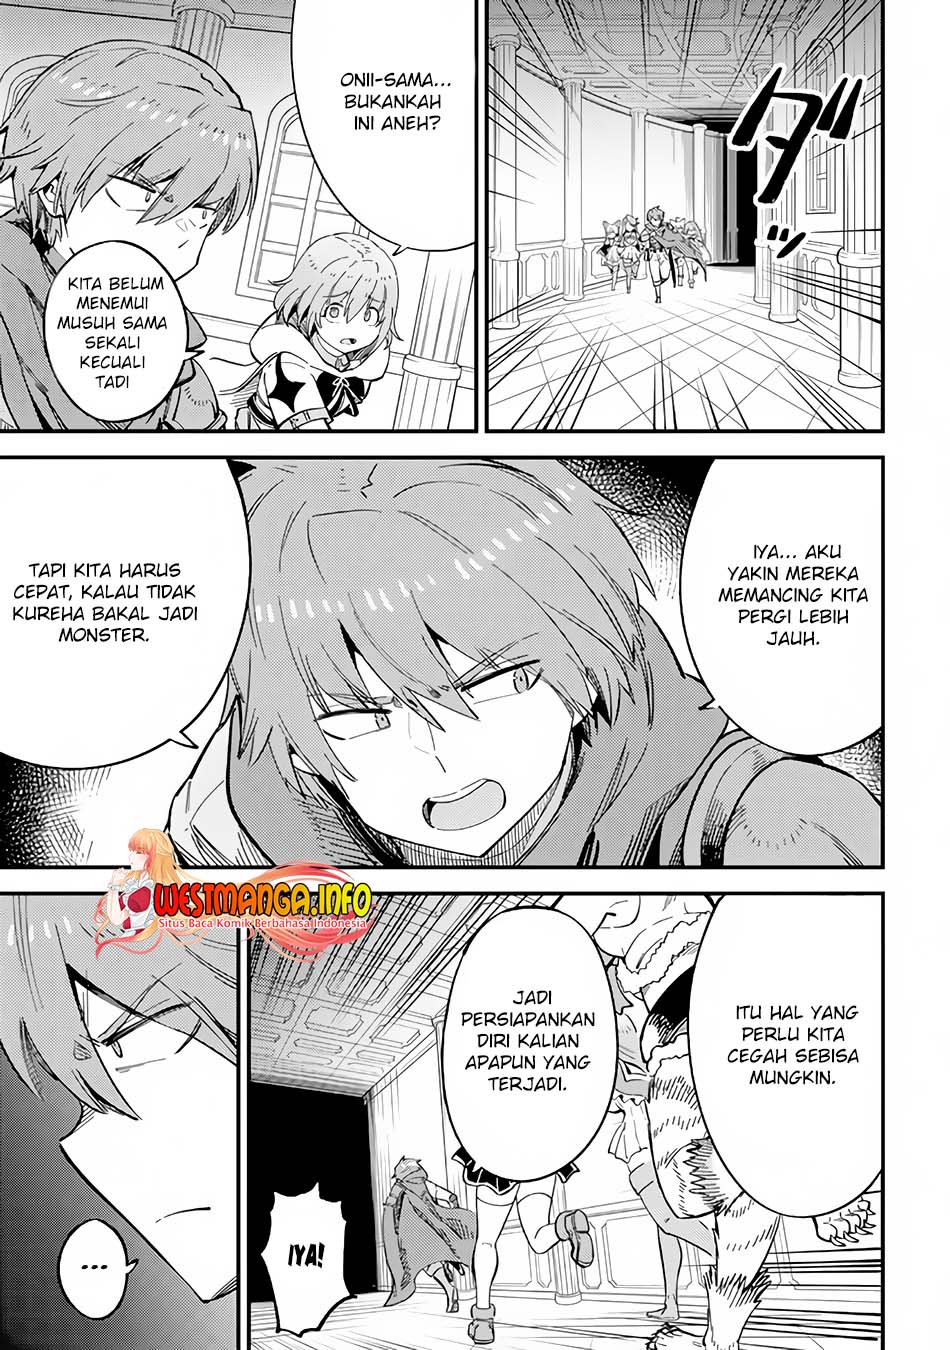 ダッ
ONII-SAMA...
BUKANKAH
INI ANEH?
KITA BELUM
MENEMUI
MUSUH SAMA
SEKALI
KECUALI
TADI
IYA... AKU
YAKIN MEREKA
MEMANCING KITA
PERGI LEBIH
JAUH.
TAPI KITA HARUS
CEPAT, KALAU TIDAK
KUREHA BAKAL JADI
MONSTER.
WESTMANGA.INFO
Situs Baca Komik Berbahasa Indonesia
ITU HAL YANG
PERLU KITA
CEGAH SEBISA
MUNGKIN.
JADI
PERSIAPANKAN
DIRI KALIAN
APAPUN YANG
TERJADI.
IYA!
...